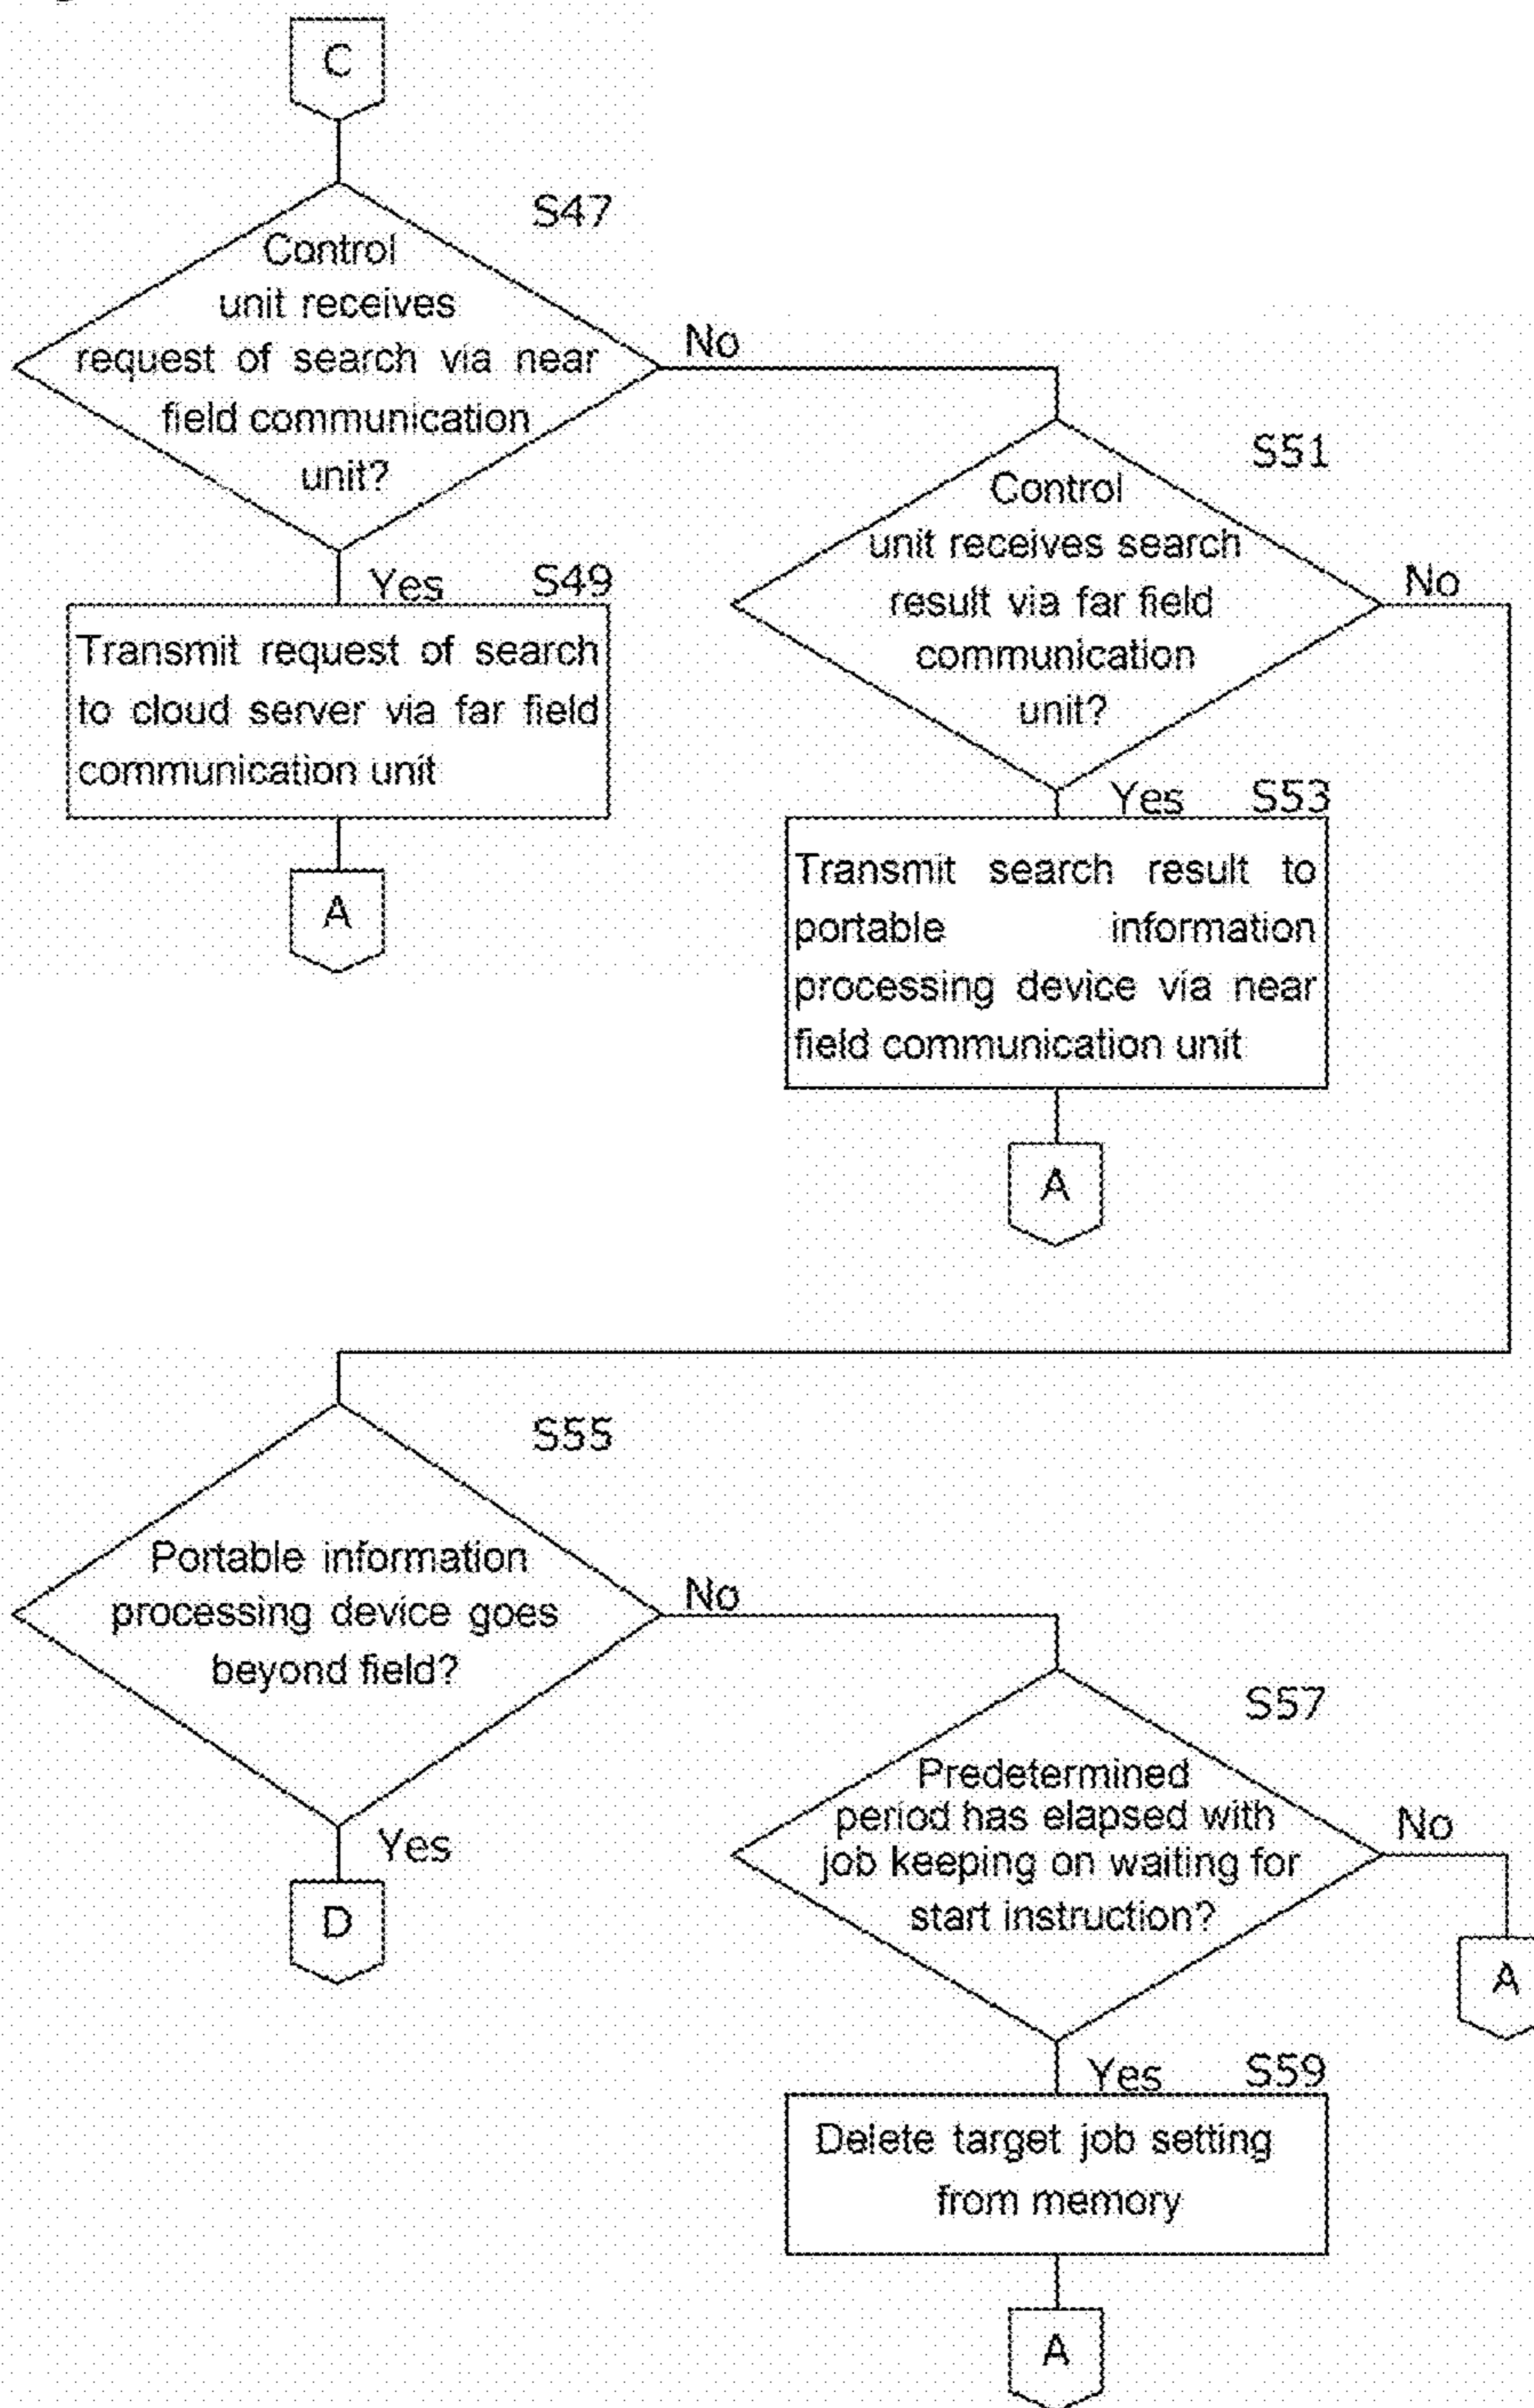 C
S47
Control
unit receives
request of search via near
field communication
unit?
No
Yes
S49
Transmit request of search
to cloud server via far field
communication unit
A
S51
Control
unit receives search
result via far field
communication
unit?
No
Yes
S53
Transmit search result to
portable information
processing device via near
field communication unit
A
S55
Portable information
processing device goes
beyond field?
No
Yes
D
S57
Predetermined
period has elapsed with
job keeping on waiting for
start instruction?
No
A
Yes
S59
Delete target job setting
from memory
A